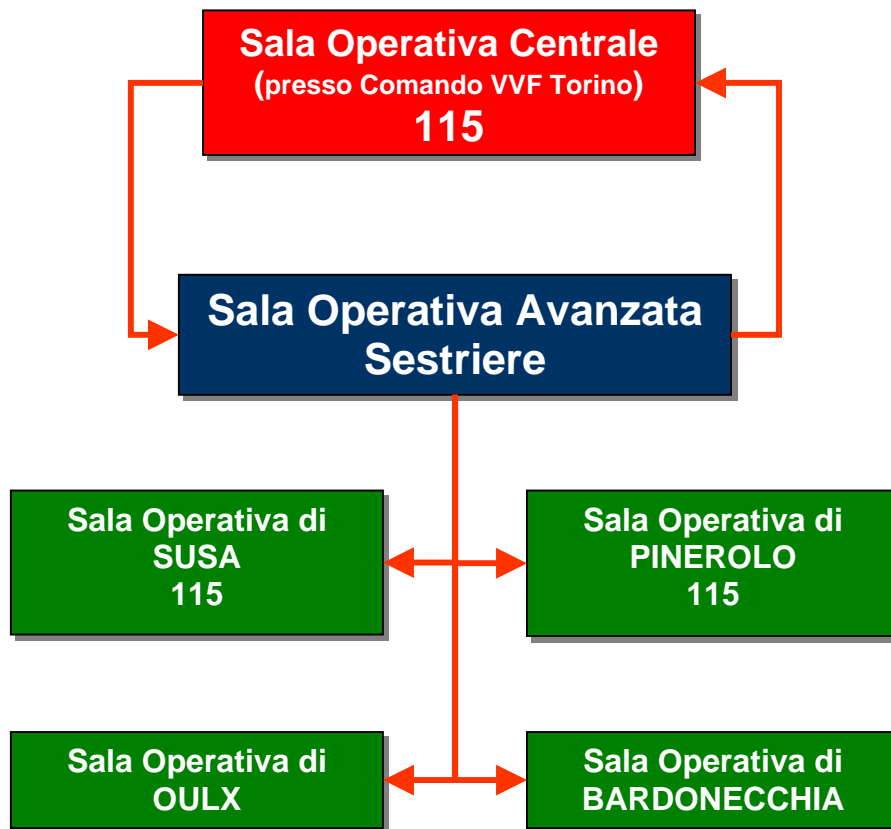 Sala Operativa Centrale
(presso Comando VVF Torino)
115
Sala Operativa Avanzata
Sestriere
Sala Operativa di
SUSA
115
Sala Operativa di
PINEROLO
115
Sala Operativa di
OULX
Sala Operativa di
BARDONECCHIA